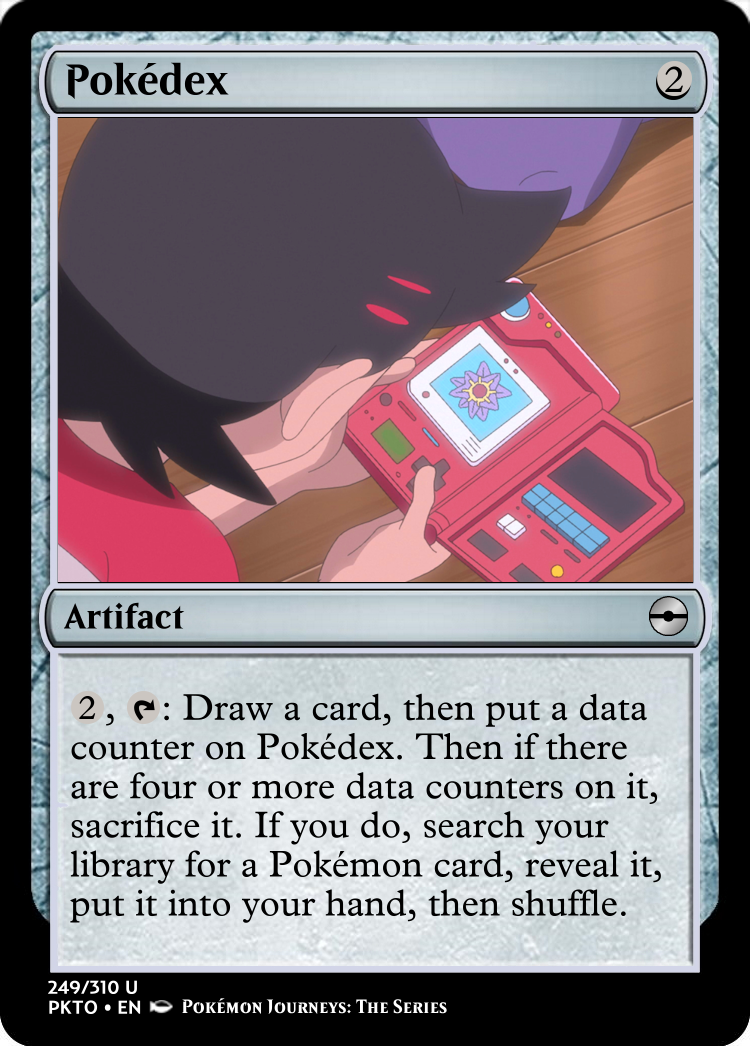 Pokédex 2
Artifact
2, : Draw a card, then put a data
counter on Pokédex. Then if there
are four or more data counters on it,
sacrifice it. If you do, search your
library for a Pokémon card, reveal it,
put it into your hand, then shuffle.
249/310 U
PKTO • EN Pokémon Journeys: The Series